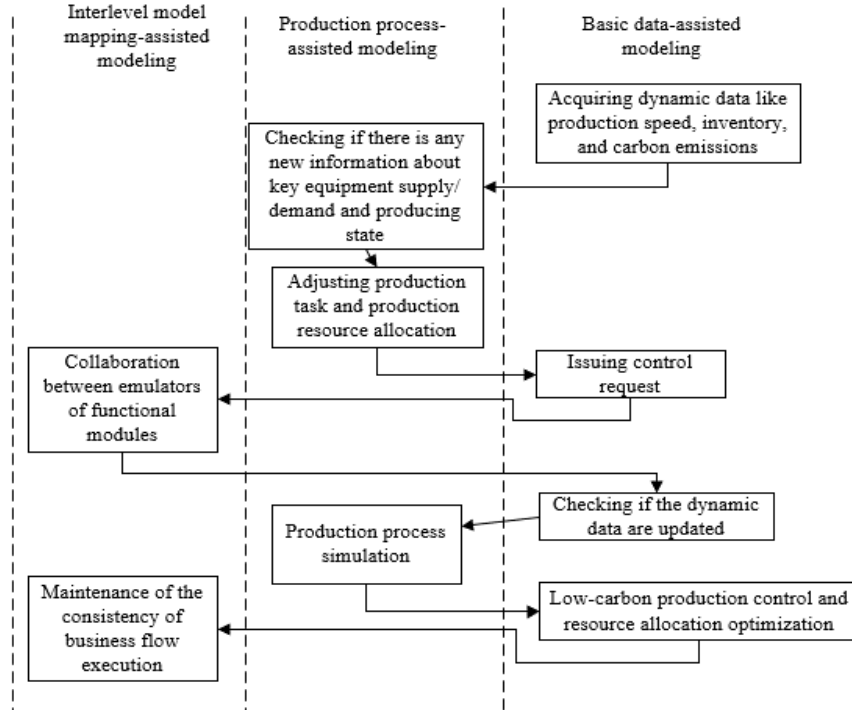 Interlevel model
mapping-assisted
modeling
Production process-
assisted modeling
Basic data-assisted
modeling
Acquiring dynamic data like
production speed, inventory,
and carbon emissions
Checking if there is any
new information about
key equipment supply/
demand and producing
state
Adjusting production
task and production
resource allocation
Issuing control
request
Collaboration
between emulators
of functional
modules
Checking if the dynamic
data are updated
Production process
simulation
Low-carbon production control and
resource allocation optimization
Maintenance of the
consistency of
business flow
execution